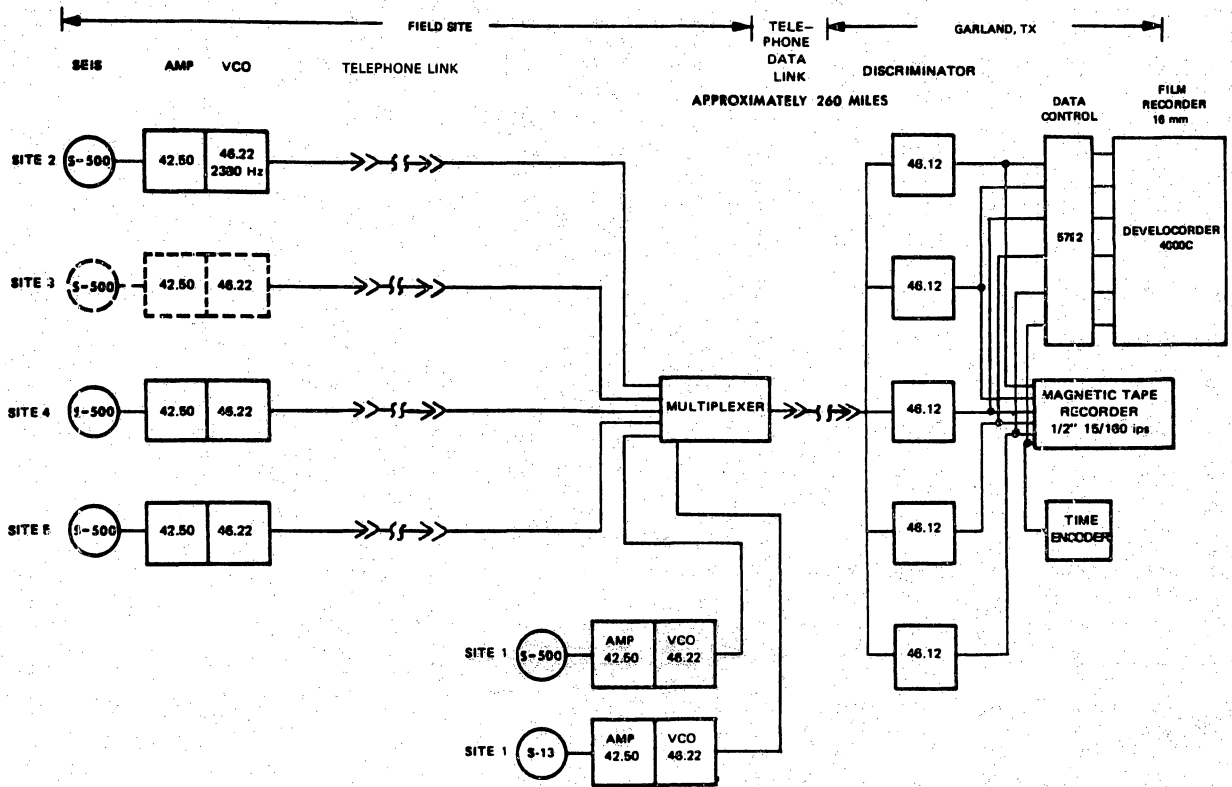 FIELD SITE
TELE-
PHONE
DATA
LINK
GARLAND, TX
SEIS AMP VCO TELEPHONE LINK
APPROXIMATELY 260 MILES
DISCRIMINATOR
DATA
CONTROL
FILM
RECORDER
16 mm
SITE 2 S-500 42.50 46.22
2380 Hz
46.12
5792
DEVELOCORDER
4000C
SITE 3 S-500 42.50 46.22
46.12
SITE 4 S-500 42.50 46.22
MULTIPLEXER
46.12
MAGNETIC TAPE
RECORDER
1/2" 15/160 ips
SITE 5 S-500 42.50 46.22
46.12
TIME
ENCODER
SITE 1 S-500 AMP
42.50
VCO
46.22
46.12
SITE 1 S-13 AMP
42.50
VCO
46.22